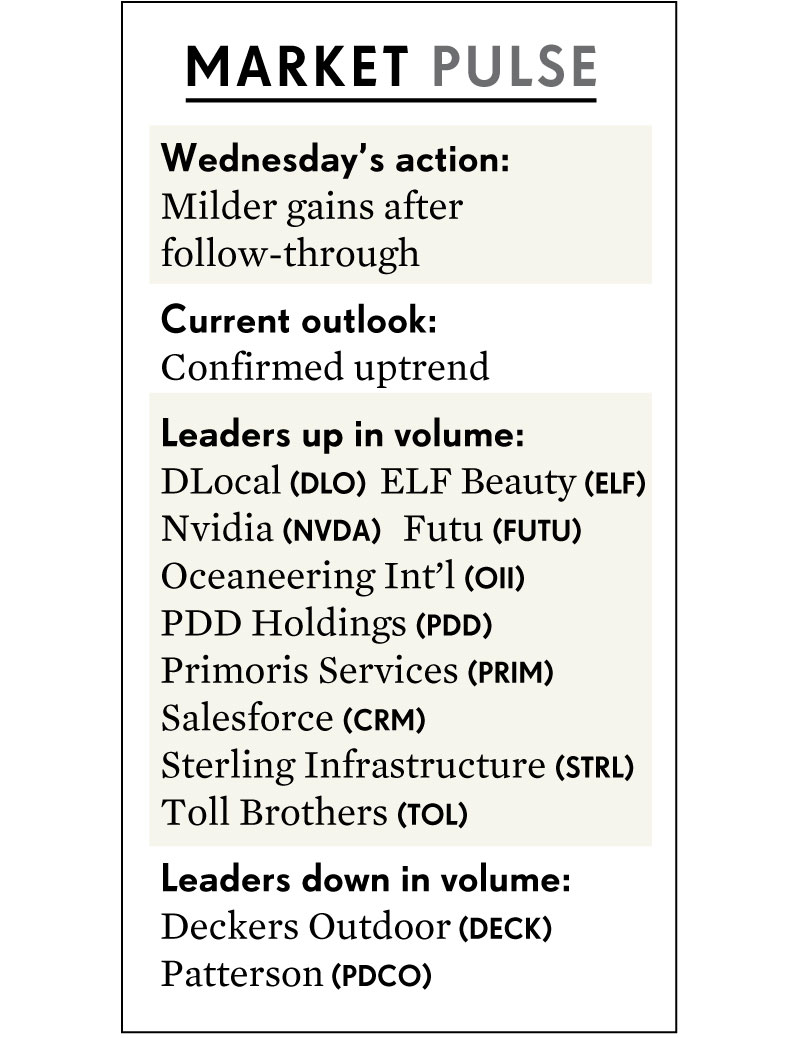 MARKET PULSE
Wednesday’s action:
Milder gains after
follow-through
Current outlook:
Confirmed uptrend
Leaders up in volume:
DLocal (DLO) ELF Beauty (ELF)
Nvidia (NVDA) Futu (FUTU)
Oceaneering Int’l (OII)
PDD Holdings (PDD)
Primoris Services (PRIM)
Salesforce (CRM)
Sterling Infrastructure (STRL)
Toll Brothers (TOL)
Leaders down in volume:
Deckers Outdoor (DECK)
Patterson (PDCO)